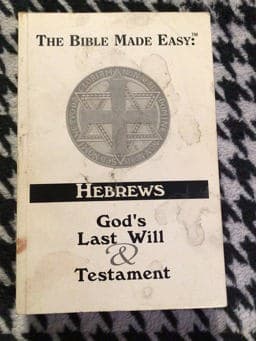 THE BIBLE MADE EASY:™
HEBREWS
God's
Last Will
&
Testament